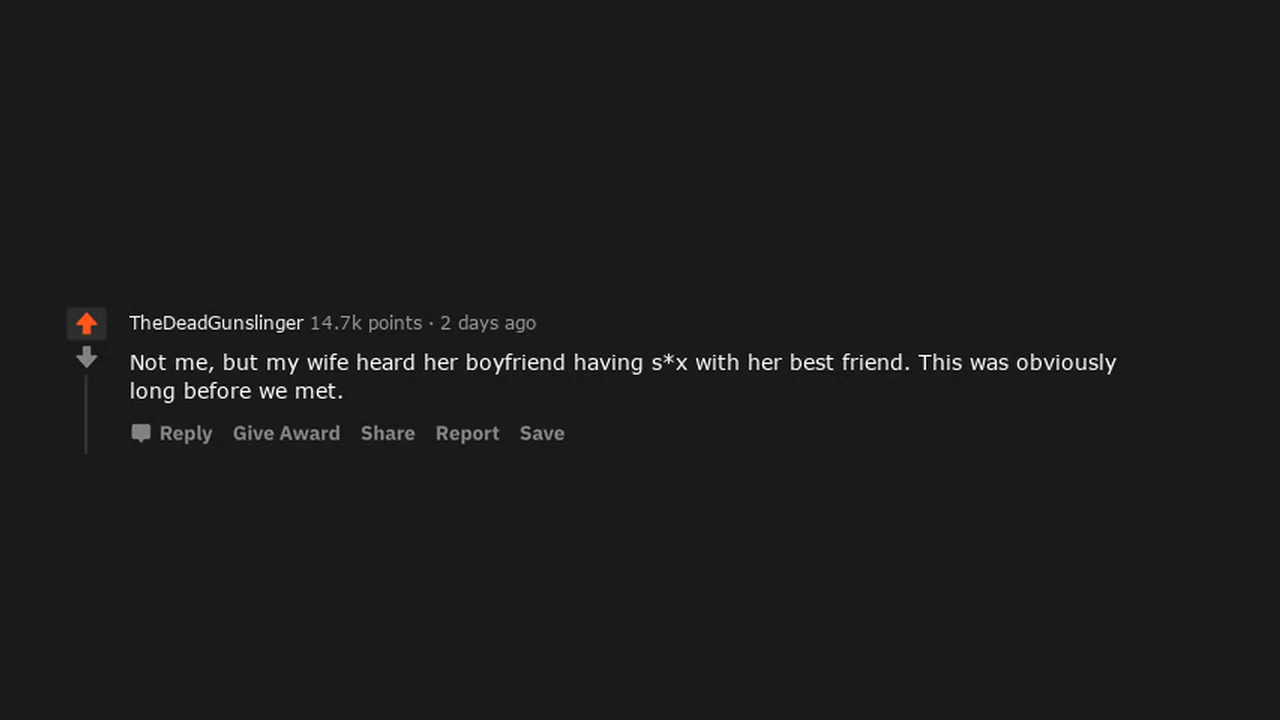 TheDeadGunslinger 14.7k points · 2 days ago
Not me, but my wife heard her boyfriend having s*x with her best friend. This was obviously
long before we met.
Reply Give Award Share Report Save